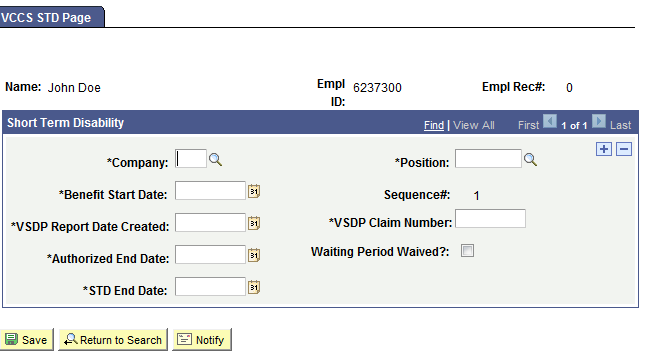 VCCS STD Page
Name: John Doe Empl ID: 6237300 Empl Rec#: 0
Short Term Disability Find | View All First 1 of 1 Last
*Company: *Position:
*Benefit Start Date: Sequence#: 1
*VSDP Report Date Created: *VSDP Claim Number:
*Authorized End Date: Waiting Period Waived?:
*STD End Date:
Save Return to Search Notify